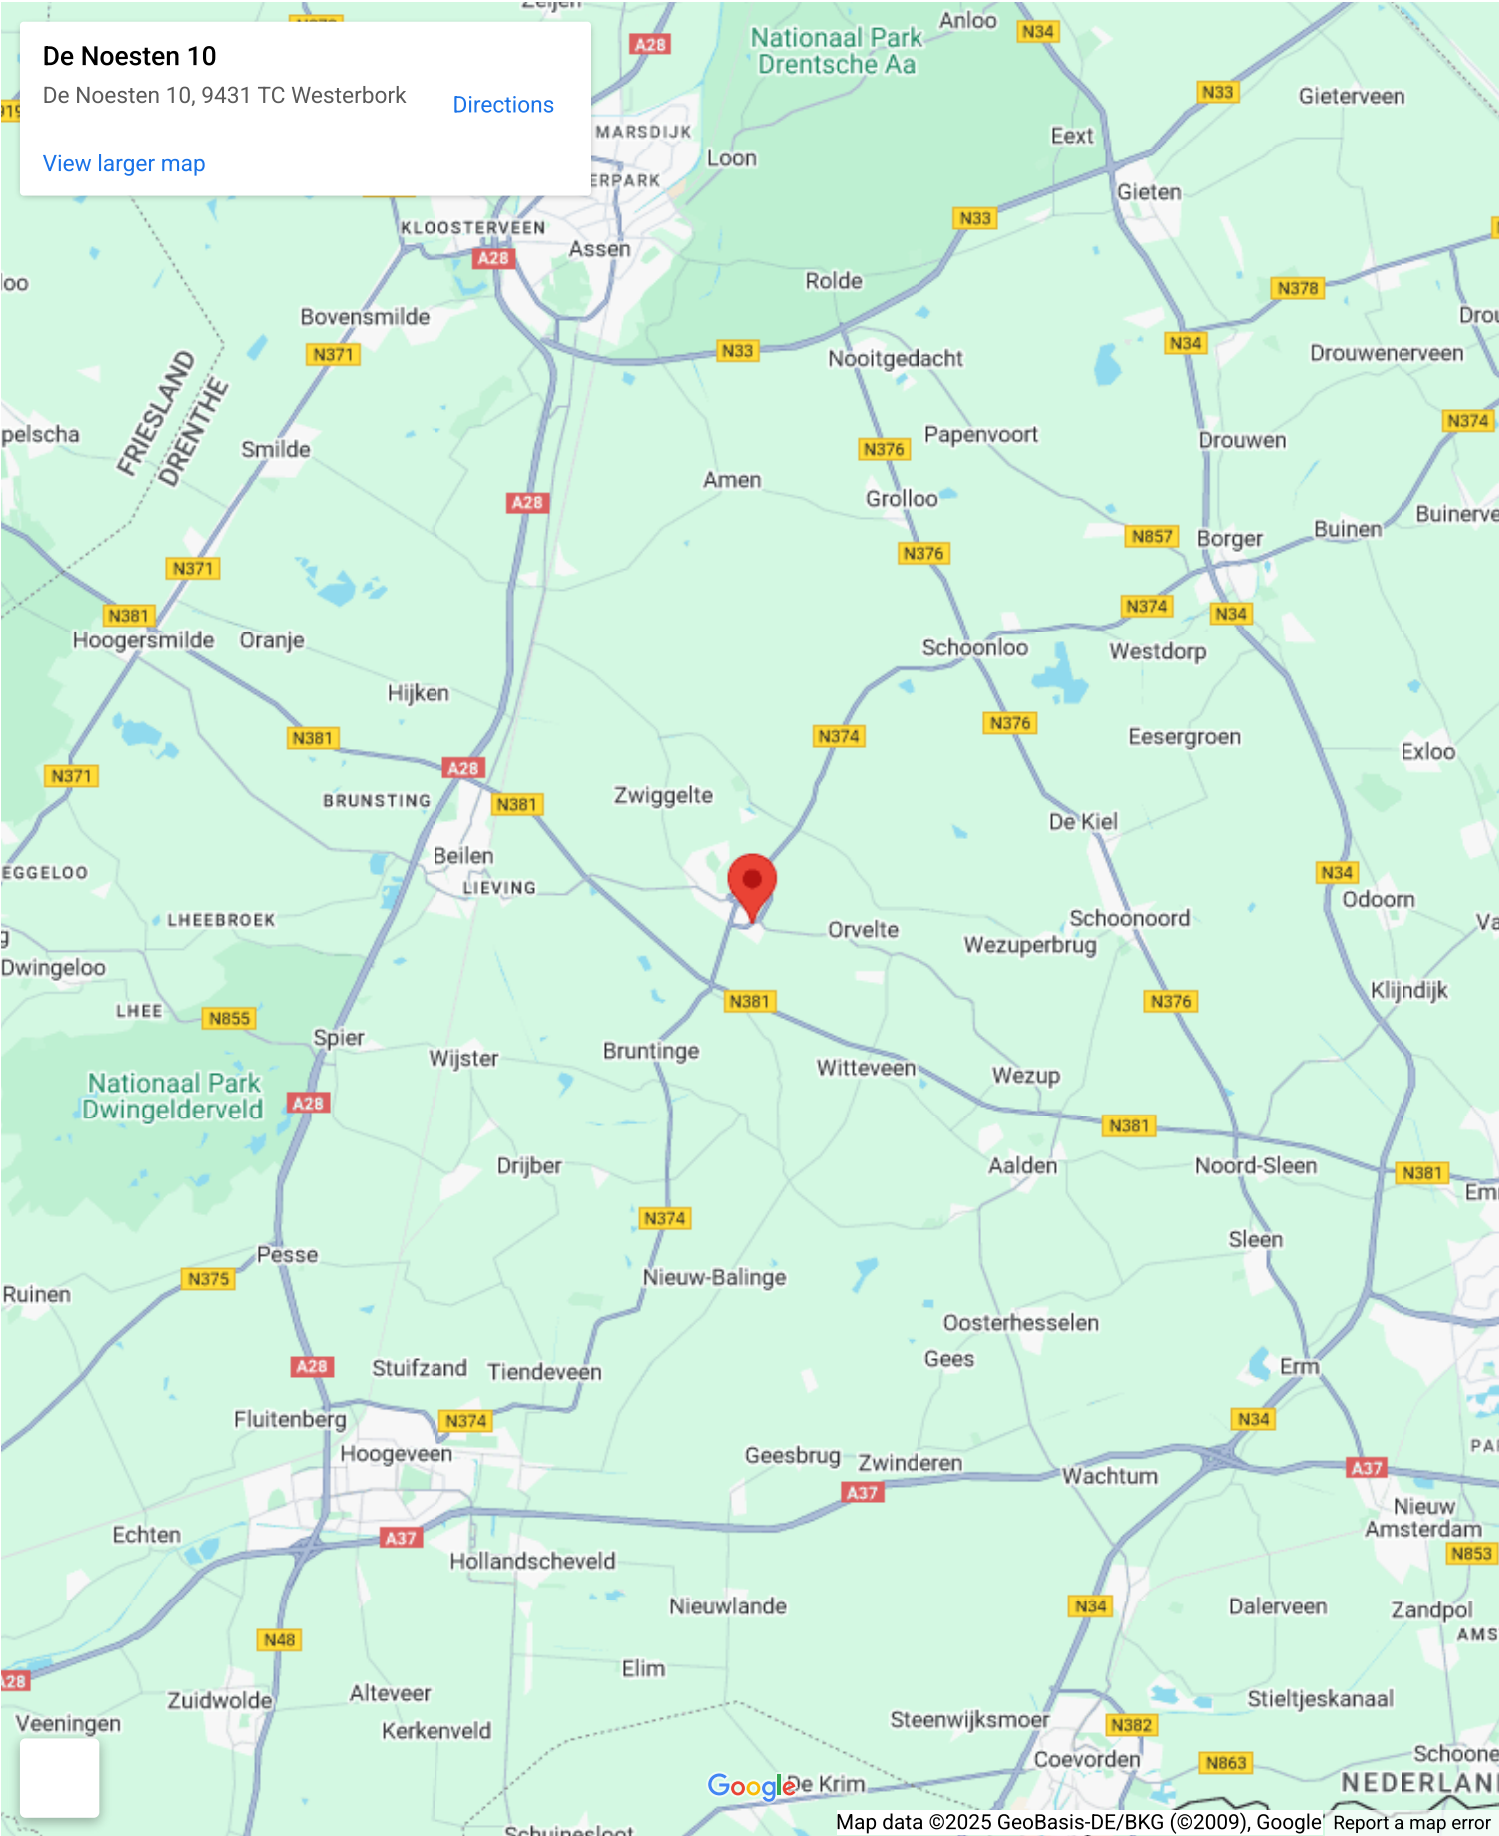 De Noesten 10
De Noesten 10, 9431 TC Westerbork
Directions
View larger map
A28
Nationaal Park
Drentsche Aa
Anloo
N34
N33
Gieterveen
MARSDIJK
Loon
Eext
Gieten
N33
KLOOSTERVEEN
Assen
A28
Rolde
N378
Bovensmilde
N371
N33
Nooitgedacht
N34
Drouwenerveen
FRIESLAND
DRENTHE
Smilde
Papenvoort
Drouwen
N374
N376
Amen
Grolloo
A28
N857
Borger
Buinen
N376
N371
N381
N374
N34
Hoogersmilde
Oranje
Schoonloo
Westdorp
Hijken
N381
N374
N376
Eesergroen
Exloo
A28
N371
BRUNSTING
N381
Zwiggelte
De Kiel
Beilen
EGGELOO
LIEVING
N34
Odoorn
LHEEBROEK
Orvelte
Schoonoord
Wezuperbrug
Dwingeloo
Klijndijk
LHEE
N855
N381
N376
Spier
Wijster
Bruntinge
Witteveen
Wezup
Nationaal Park
Dwingelderveld
A28
N381
Drijber
Aalden
Noord-Sleen
N381
N374
Sleen
Pesse
N375
Nieuw-Balinge
Ruinen
Oosterhesselen
Gees
A28
Stuifzand
Tiendeveen
Erm
Fluitenberg
N374
N34
Hoogeveen
Geesbrug
Zwinderen
Wachtum
A37
A37
Nieuw
Amsterdam
Echten
A37
N853
Hollandscheveld
Nieuwlande
N34
Dalerveen
Zandpol
N48
Elim
A28
Zuidwolde
Alteveer
Stieltjeskanaal
Veeningen
Kerkenveld
Steenwijksmoer
N382
Coevorden
N863
Google
De Krim
Map data ©2025 GeoBasis-DE/BKG (©2009), Google
Report a map error